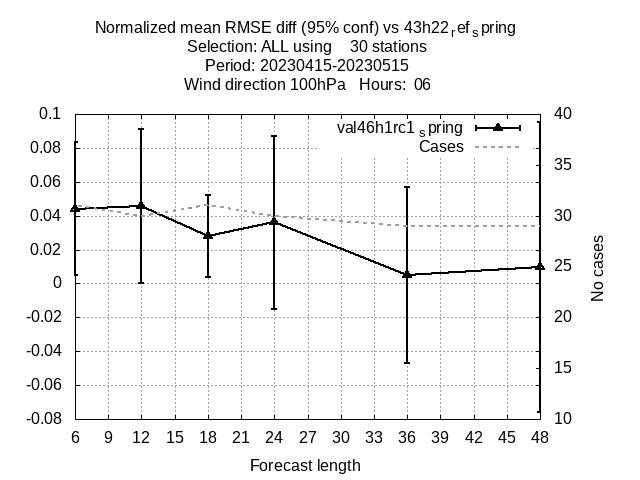 Normalized mean RMSE diff (95% conf) vs 43h22refspring
Selection: ALL using 30 stations
Period: 20230415-20230515
Wind direction 100hPa Hours: 06
0.1 40
val46h1rc1spring
0.08
Cases
35
0.06
0.04 30
0.02
25
0
-0.02 20
-0.04
15
-0.06
-0.08 10
No cases
6 9 12 15 18 21 24 27 30 33 36 39 42 45 48
Forecast length